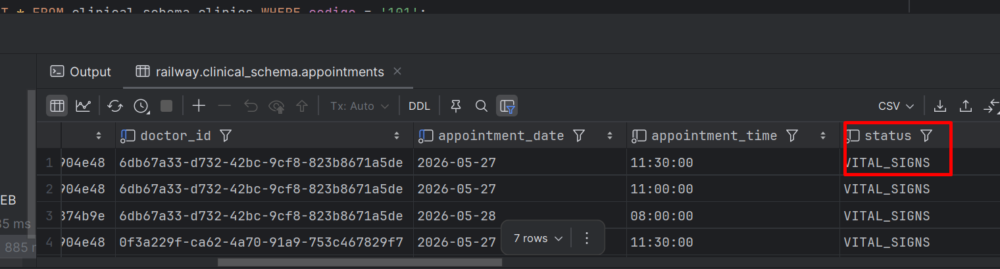 FROM clinical_schema.clinics WHERE codigo = '101';
Output railway.clinical_schema.appointments
Tx: Auto DDL CSV
doctor_id appointment_date appointment_time status
1 904e48 6db67a33-d732-42bc-9cf8-823b8671a5de 2026-05-27 11:30:00 VITAL_SIGNS
2 904e48 6db67a33-d732-42bc-9cf8-823b8671a5de 2026-05-27 11:00:00 VITAL_SIGNS
EB
3 874b9e 6db67a33-d732-42bc-9cf8-823b8671a5de 2026-05-28 08:00:00 VITAL_SIGNS
35 ms
7 rows
4 904e48 0f3a229f-ca62-4a70-91a9-753c467829f7 2026-05-27 11:30:00 VITAL_SIGNS
885